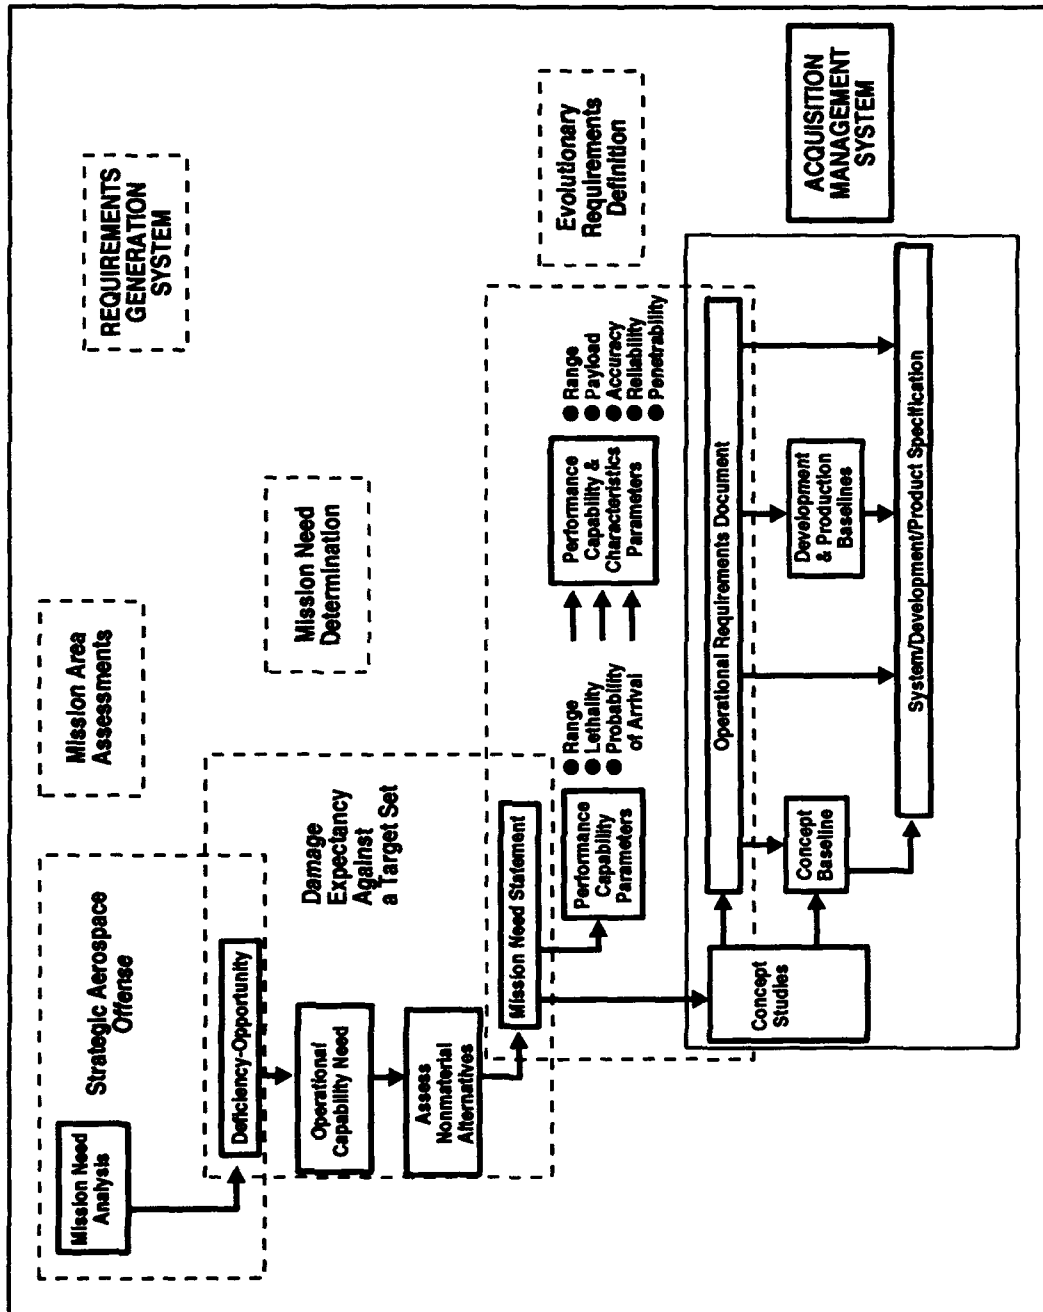 Mission Need
Analysis
Strategic Aerospace
Offense
Mission Area
Assessments
REQUIREMENTS
GENERATION
SYSTEM
Deficiency-Opportunity
Operational
Capability Need
Assess
Nonmaterial
Alternatives
Damage
Expectancy
Against
a Target Set
Mission Need
Determination
Mission Need Statement
Performance
Capability
Parameters
● Range
● Lethality
● Probability
of Arrival
Performance
Capability &
Characteristics
Parameters
● Range
● Payload
● Accuracy
● Reliability
● Penetrability
Evolutionary
Requirements
Definition
Concept
Studies
Operational Requirements Document
Concept
Baseline
Development
& Production
Baselines
System/Development/Product Specification
ACQUISITION
MANAGEMENT
SYSTEM